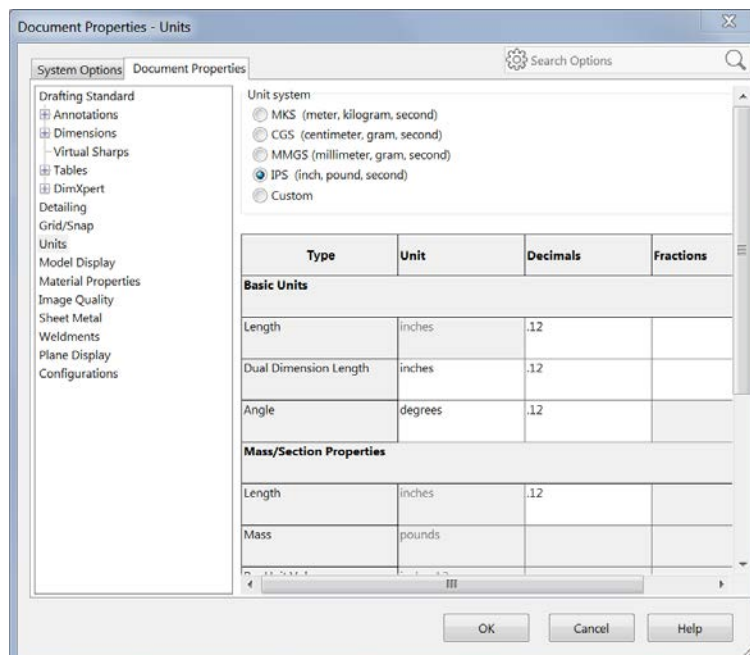 Document Properties - Units
System Options
Document Properties
Search Options
Drafting Standard
Annotations
Dimensions
Virtual Sharps
Tables
DimXpert
Detailing
Grid/Snap
Units
Model Display
Material Properties
Image Quality
Sheet Metal
Weldments
Plane Display
Configurations
Unit system
MKS (meter, kilogram, second)
CGS (centimeter, gram, second)
MMGS (millimeter, gram, second)
IPS (inch, pound, second)
Custom
Type Unit Decimals Fractions
Basic Units
Length inches .12
Dual Dimension Length inches .12
Angle degrees .12
Mass/Section Properties
Length inches .12
Mass pounds
OK Cancel Help